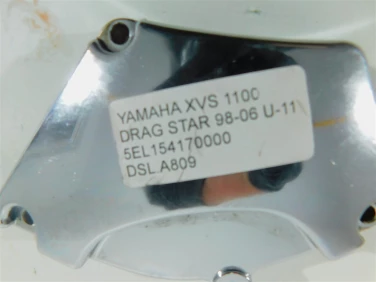 YAMAHA XVS 1100
DRAG STAR 98-06 U-11
5EL154170000
DSL A809